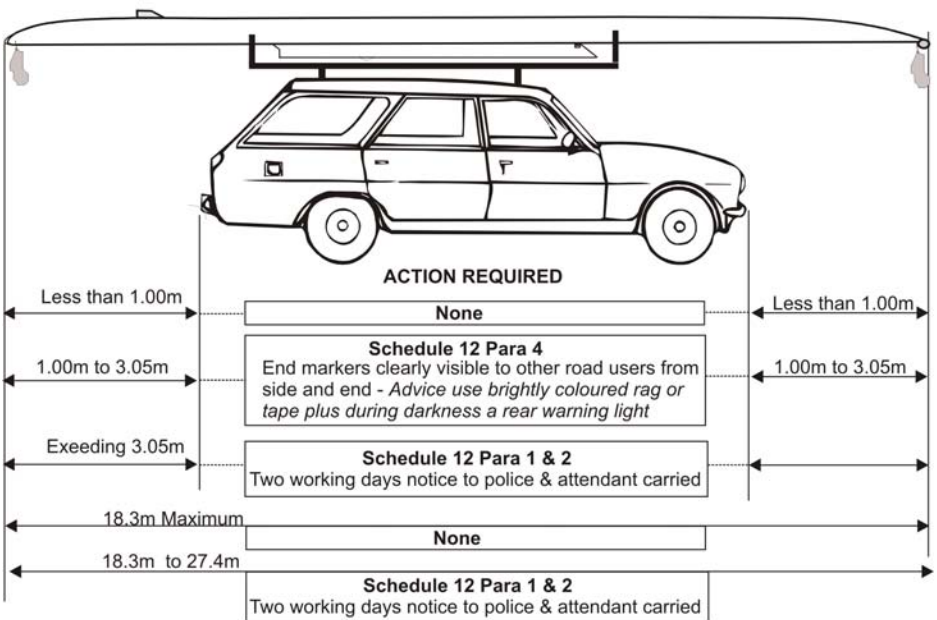 ACTION REQUIRED
Less than 1.00m
None
Less than 1.00m
Schedule 12 Para 4
1.00m to 3.05m
End markers clearly visible to other road users from
side and end - Advice use brightly coloured rag or
tape plus during darkness a rear warning light
1.00m to 3.05m
Exeeding 3.05m
Schedule 12 Para 1 & 2
Two working days notice to police & attendant carried
18.3m Maximum
None
18.3m to 27.4m
Schedule 12 Para 1 & 2
Two working days notice to police & attendant carried